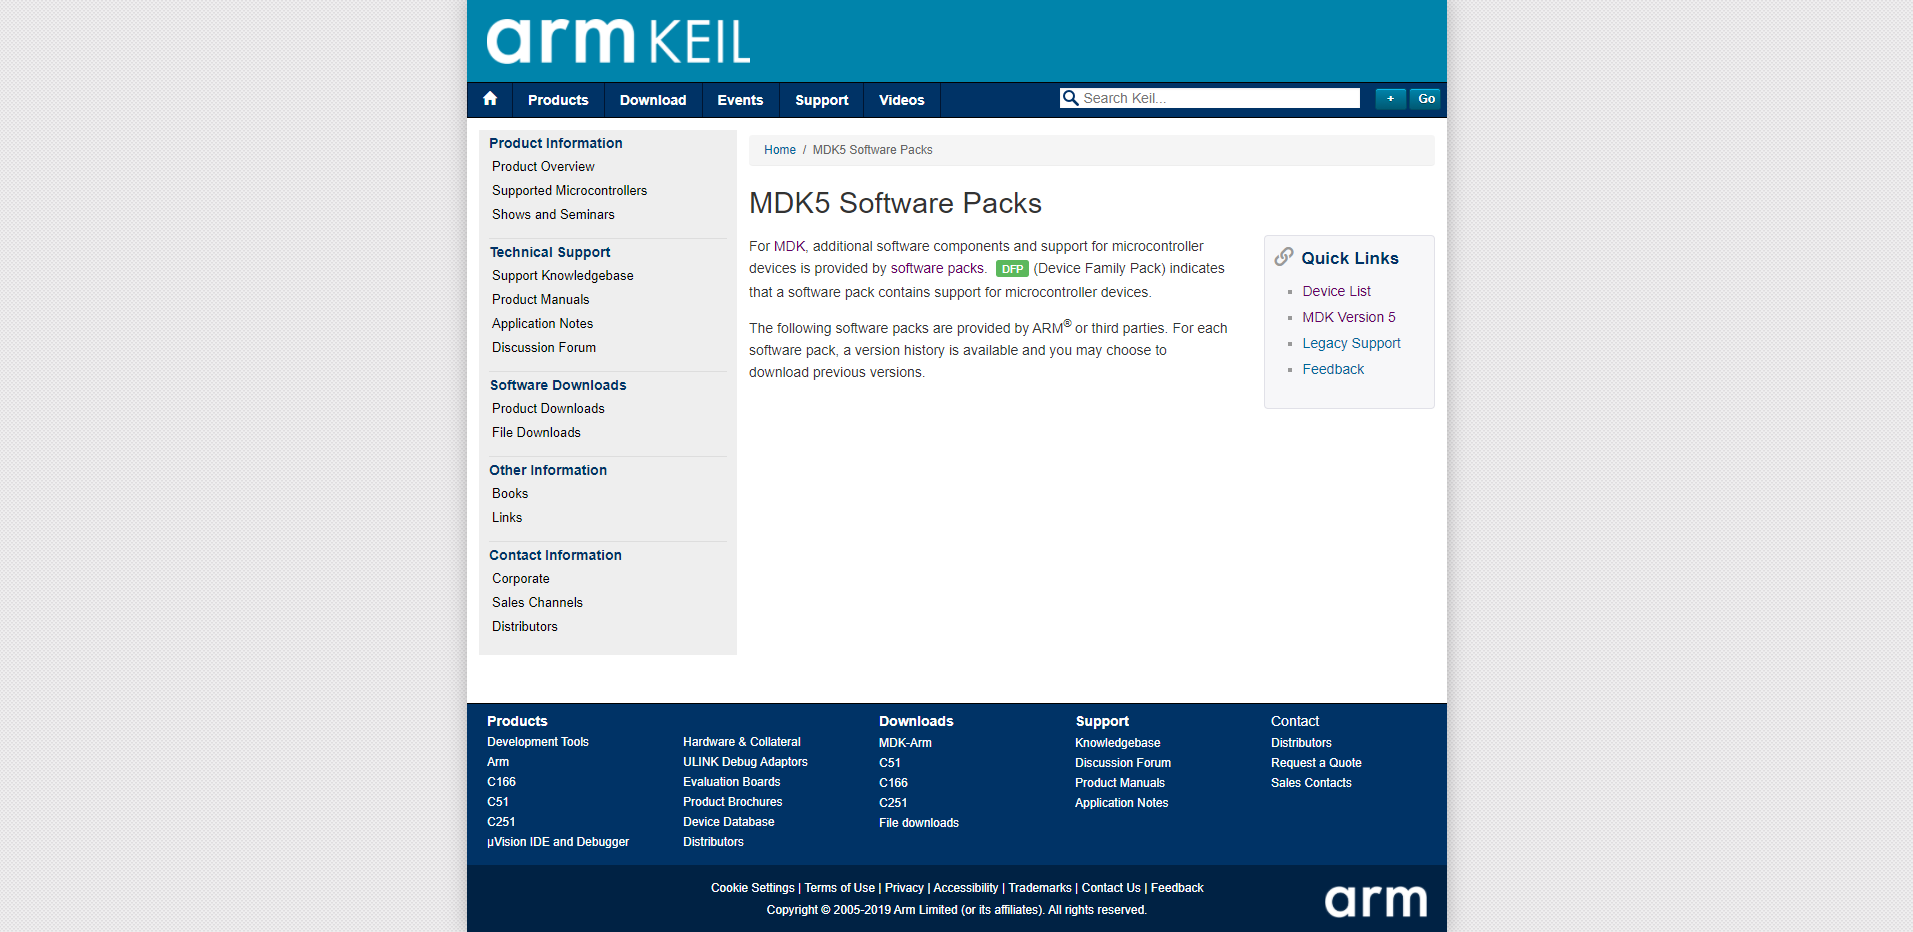 arm KEIL
Products Download Events Support Videos Search Keil... + Go
Product Information
Product Overview
Supported Microcontrollers
Shows and Seminars
Technical Support
Support Knowledgebase
Product Manuals
Application Notes
Discussion Forum
Software Downloads
Product Downloads
File Downloads
Other Information
Books
Links
Contact Information
Corporate
Sales Channels
Distributors
Home / MDK5 Software Packs
MDK5 Software Packs
For MDK, additional software components and support for microcontroller
devices is provided by software packs. DFP (Device Family Pack) indicates
that a software pack contains support for microcontroller devices.
The following software packs are provided by ARM® or third parties. For each
software pack, a version history is available and you may choose to
download previous versions.
Quick Links
Device List
MDK Version 5
Legacy Support
Feedback
Products
Development Tools
Arm
C166
C51
C251
µVision IDE and Debugger
Hardware & Collateral
ULINK Debug Adaptors
Evaluation Boards
Product Brochures
Device Database
Distributors
Downloads
MDK-Arm
C51
C166
C251
File downloads
Support
Knowledgebase
Discussion Forum
Product Manuals
Application Notes
Contact
Distributors
Request a Quote
Sales Contacts
Cookie Settings | Terms of Use | Privacy | Accessibility | Trademarks | Contact Us | Feedback
Copyright © 2005-2019 Arm Limited (or its affiliates). All rights reserved.
arm